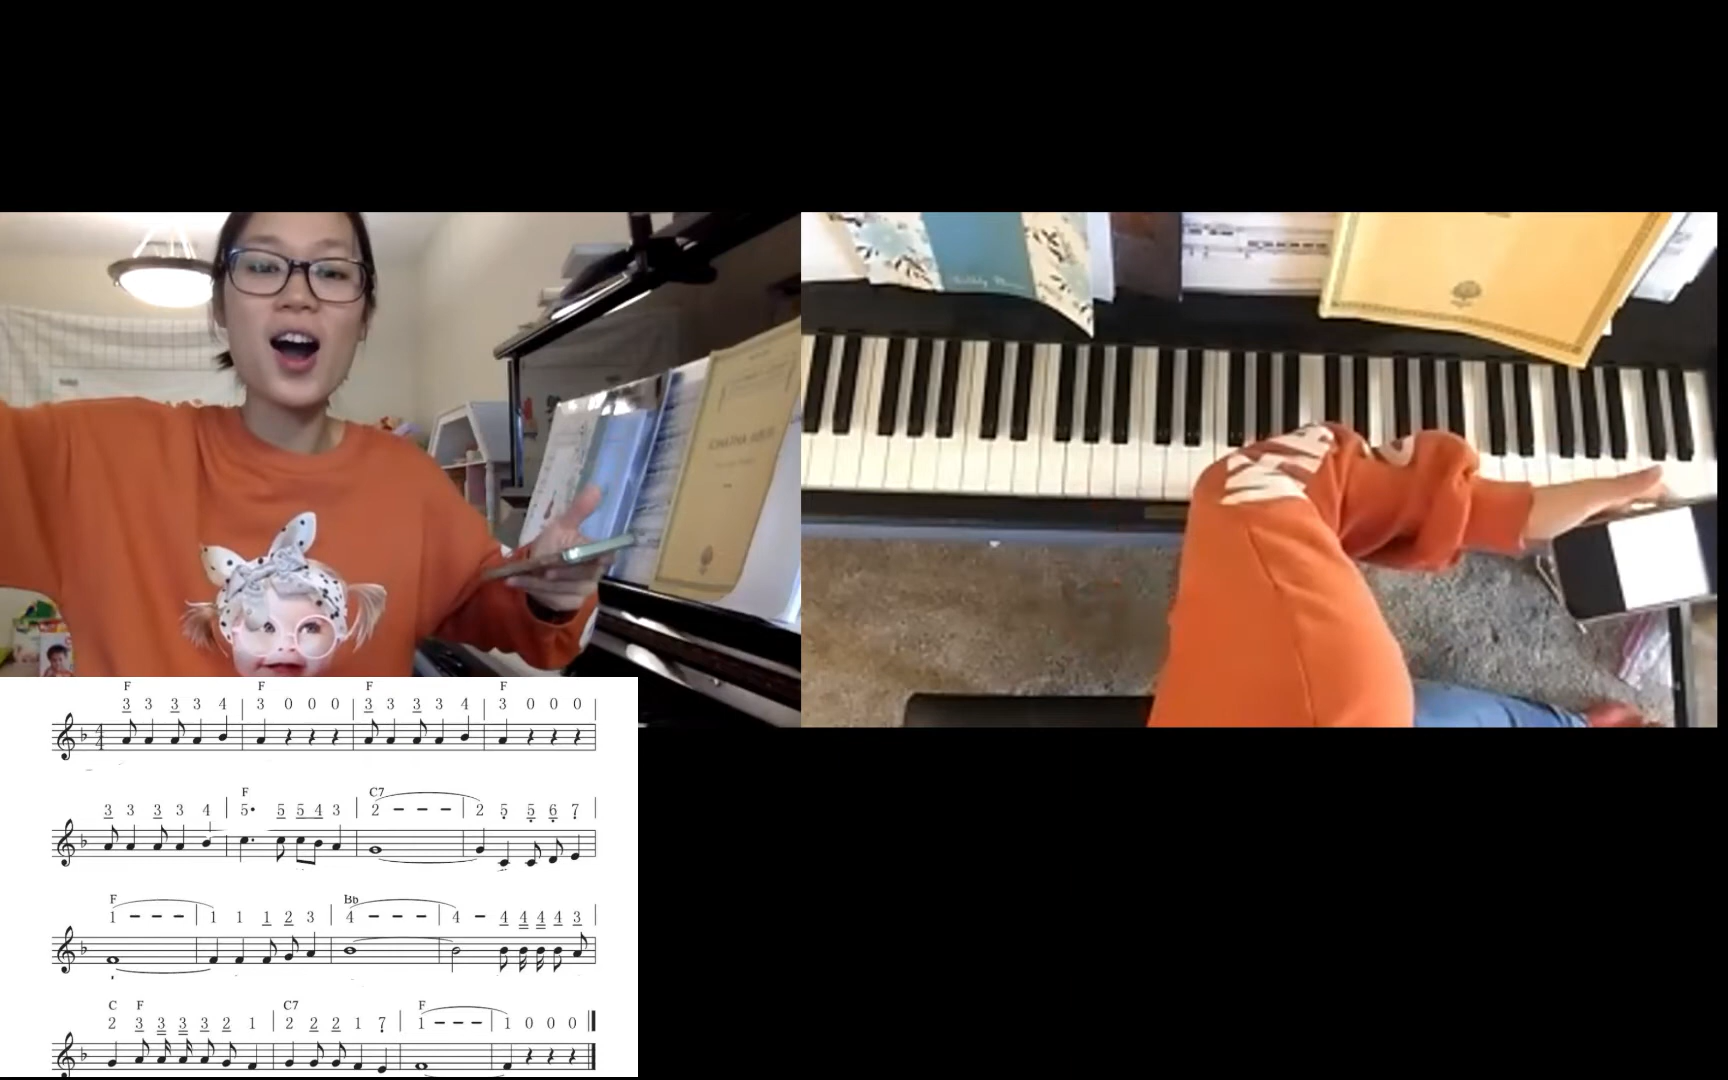 F F F F
3 3 3 3 4 | 3 0 0 0 | 3 3 3 3 4 | 3 0 0 0 |
4
4
F C7
3 3 3 3 4 | 5· 5 5 4 3 | 2 - - - | 2 5 5 6 7 |
F Bb
1 - - - | 1 1 1 2 3 | 4 - - - | 4 - 4 4 4 4 3 |
C F C7 F
2 3 3 3 3 2 1 | 2 2 2 1 7 | 1 - - - | 1 0 0 0